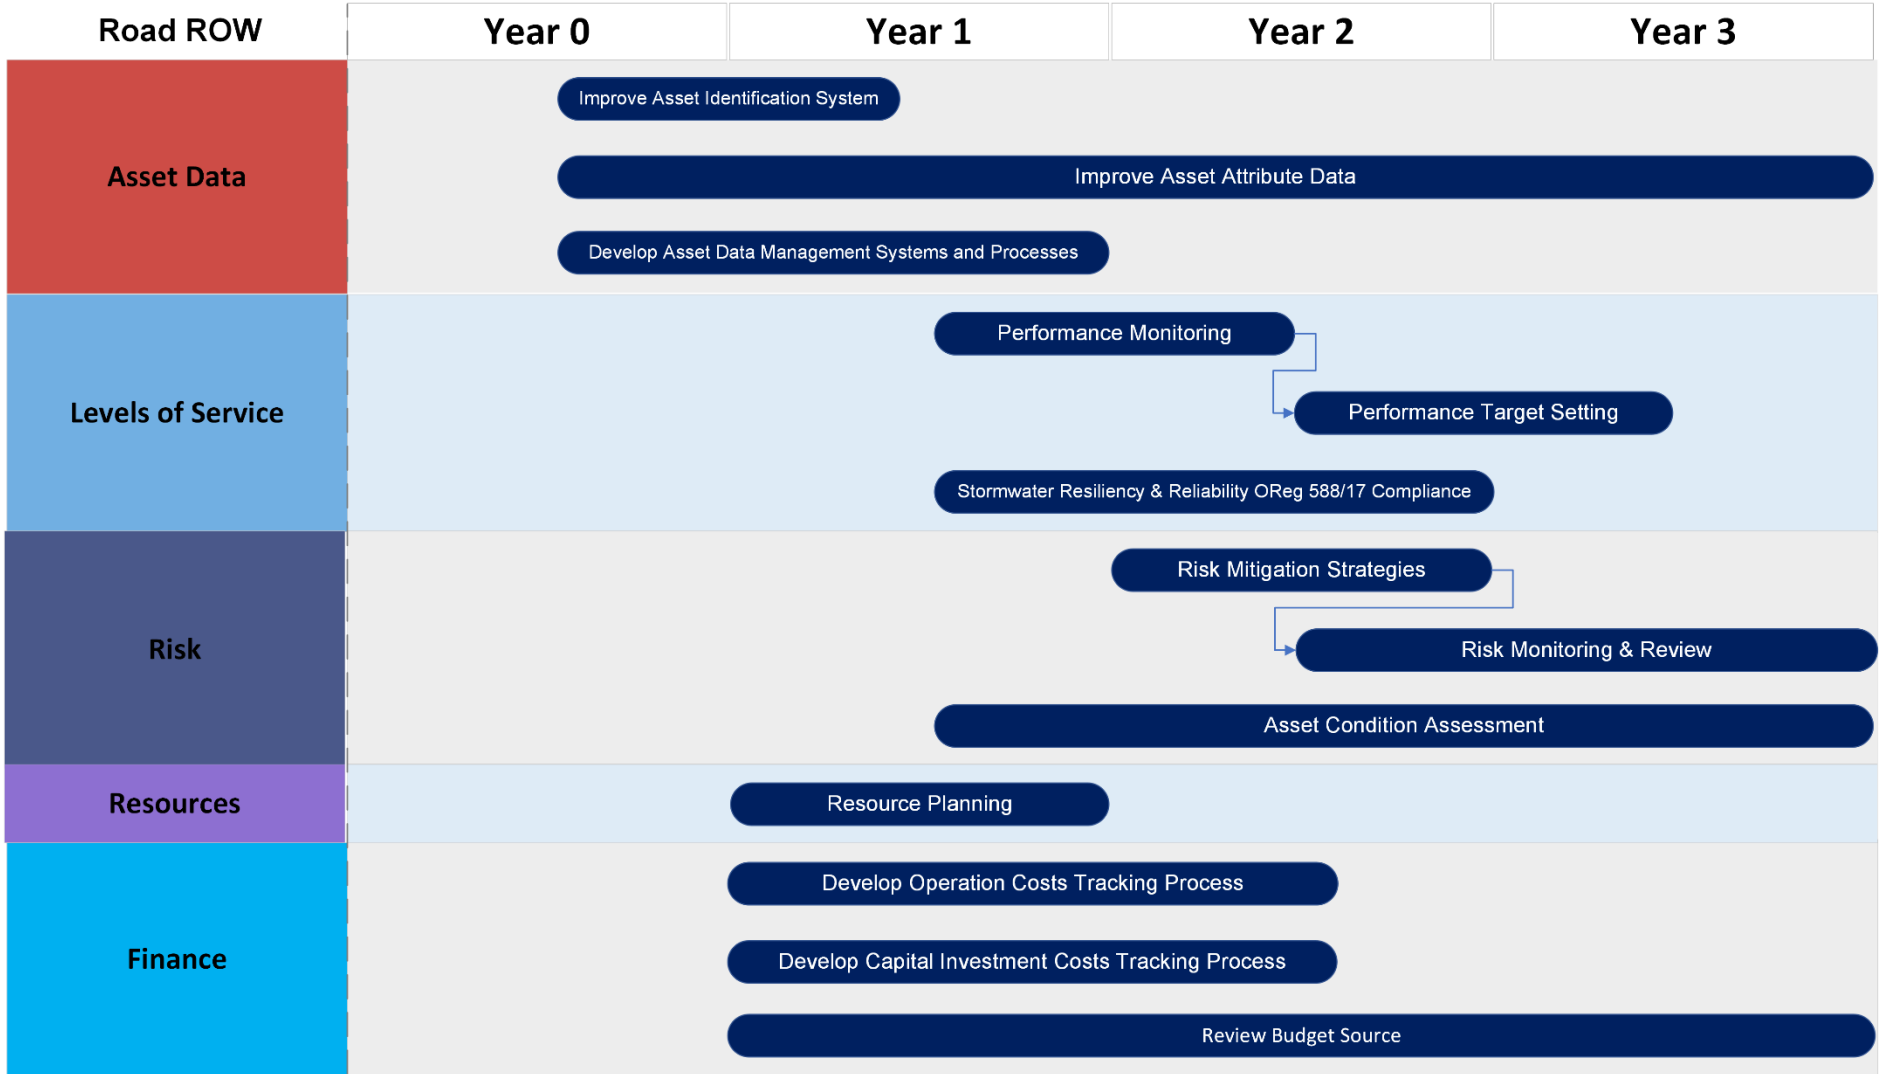 Road ROW
Year 0
Year 1
Year 2
Year 3
Asset Data
Improve Asset Identification System
Improve Asset Attribute Data
Develop Asset Data Management Systems and Processes
Levels of Service
Performance Monitoring
Performance Target Setting
Stormwater Resiliency & Reliability OReg 588/17 Compliance
Risk
Risk Mitigation Strategies
Risk Monitoring & Review
Asset Condition Assessment
Resources
Resource Planning
Finance
Develop Operation Costs Tracking Process
Develop Capital Investment Costs Tracking Process
Review Budget Source